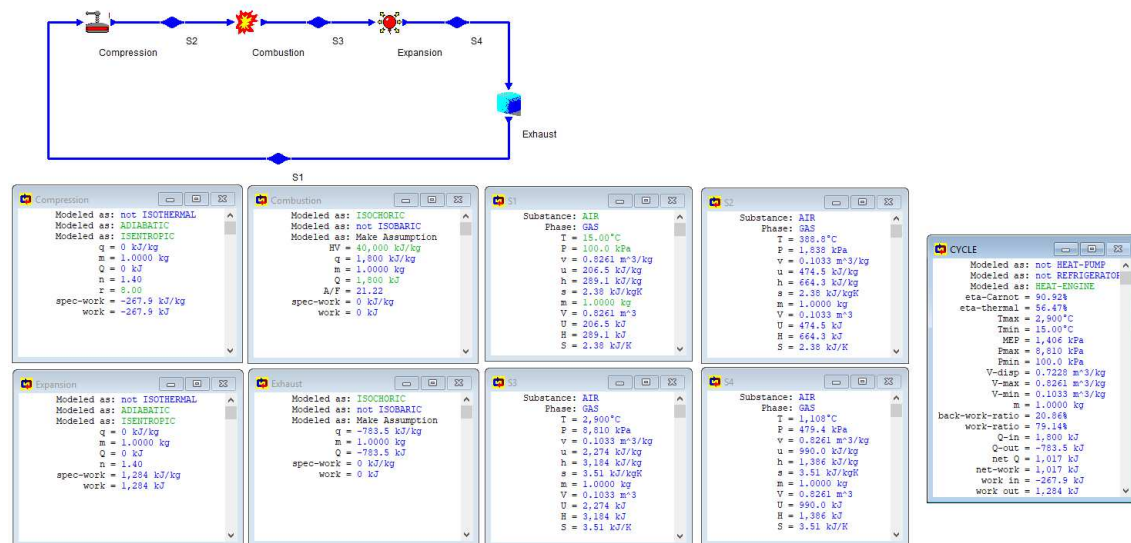 S2
S3
S4
Compression
Combustion
Expansion
Exhaust
S1
Compression
Modeled as: not ISOTHERMAL
Modeled as: ADIABATIC
Modeled as: ISENTROPIC
q = 0 kJ/kg
m = 1.0000 kg
Q = 0 kJ
n = 1.40
r = 8.00
spec-work = -267.9 kJ/kg
work = -267.9 kJ
Combustion
Modeled as: ISOCHORIC
Modeled as: not ISOBARIC
Modeled as: Make Assumption
HV = 40,000 kJ/kg
q = 1,800 kJ/kg
m = 1.0000 kg
Q = 1,800 kJ
A/F = 21.22
spec-work = 0 kJ/kg
work = 0 kJ
S1
Substance: AIR
Phase: GAS
T = 15.00°C
P = 100.0 kPa
v = 0.8261 m^3/kg
u = 206.5 kJ/kg
h = 289.1 kJ/kg
s = 2.38 kJ/kgK
m = 1.0000 kg
V = 0.8261 m^3
U = 206.5 kJ
H = 289.1 kJ
S = 2.38 kJ/K
S2
Substance: AIR
Phase: GAS
T = 388.8°C
P = 1,838 kPa
v = 0.1033 m^3/kg
u = 474.5 kJ/kg
h = 664.3 kJ/kg
s = 2.38 kJ/kgK
m = 1.0000 kg
V = 0.1033 m^3
U = 474.5 kJ
H = 664.3 kJ
S = 2.38 kJ/K
CYCLE
Modeled as: not HEAT-PUMP
Modeled as: not REFRIGERATOR
Modeled as: HEAT-ENGINE
eta-Carnot = 90.92%
eta-thermal = 56.47%
Tmax = 2,900°C
Tmin = 15.00°C
MEP = 1,406 kPa
Pmax = 8,810 kPa
Pmin = 100.0 kPa
V-disp = 0.7228 m^3/kg
V-max = 0.8261 m^3/kg
V-min = 0.1033 m^3/kg
m = 1.0000 kg
back-work-ratio = 20.86%
work-ratio = 79.14%
Q-in = 1,800 kJ
Q-out = -783.5 kJ
net Q = 1,017 kJ
net-work = 1,017 kJ
work in = -267.9 kJ
work out = 1,284 kJ
Expansion
Modeled as: not ISOTHERMAL
Modeled as: ADIABATIC
Modeled as: ISENTROPIC
q = 0 kJ/kg
m = 1.0000 kg
Q = 0 kJ
n = 1.40
spec-work = 1,284 kJ/kg
work = 1,284 kJ
Exhaust
Modeled as: ISOCHORIC
Modeled as: not ISOBARIC
Modeled as: Make Assumption
q = -783.5 kJ/kg
m = 1.0000 kg
Q = -783.5 kJ
spec-work = 0 kJ/kg
work = 0 kJ
S3
Substance: AIR
Phase: GAS
T = 2,900°C
P = 8,810 kPa
v = 0.1033 m^3/kg
u = 2,274 kJ/kg
h = 3,184 kJ/kg
s = 3.51 kJ/kgK
m = 1.0000 kg
V = 0.1033 m^3
U = 2,274 kJ
H = 3,184 kJ
S = 3.51 kJ/K
S4
Substance: AIR
Phase: GAS
T = 1,108°C
P = 479.4 kPa
v = 0.8261 m^3/kg
u = 990.0 kJ/kg
h = 1,386 kJ/kg
s = 3.51 kJ/kgK
m = 1.0000 kg
V = 0.8261 m^3
U = 990.0 kJ
H = 1,386 kJ
S = 3.51 kJ/K